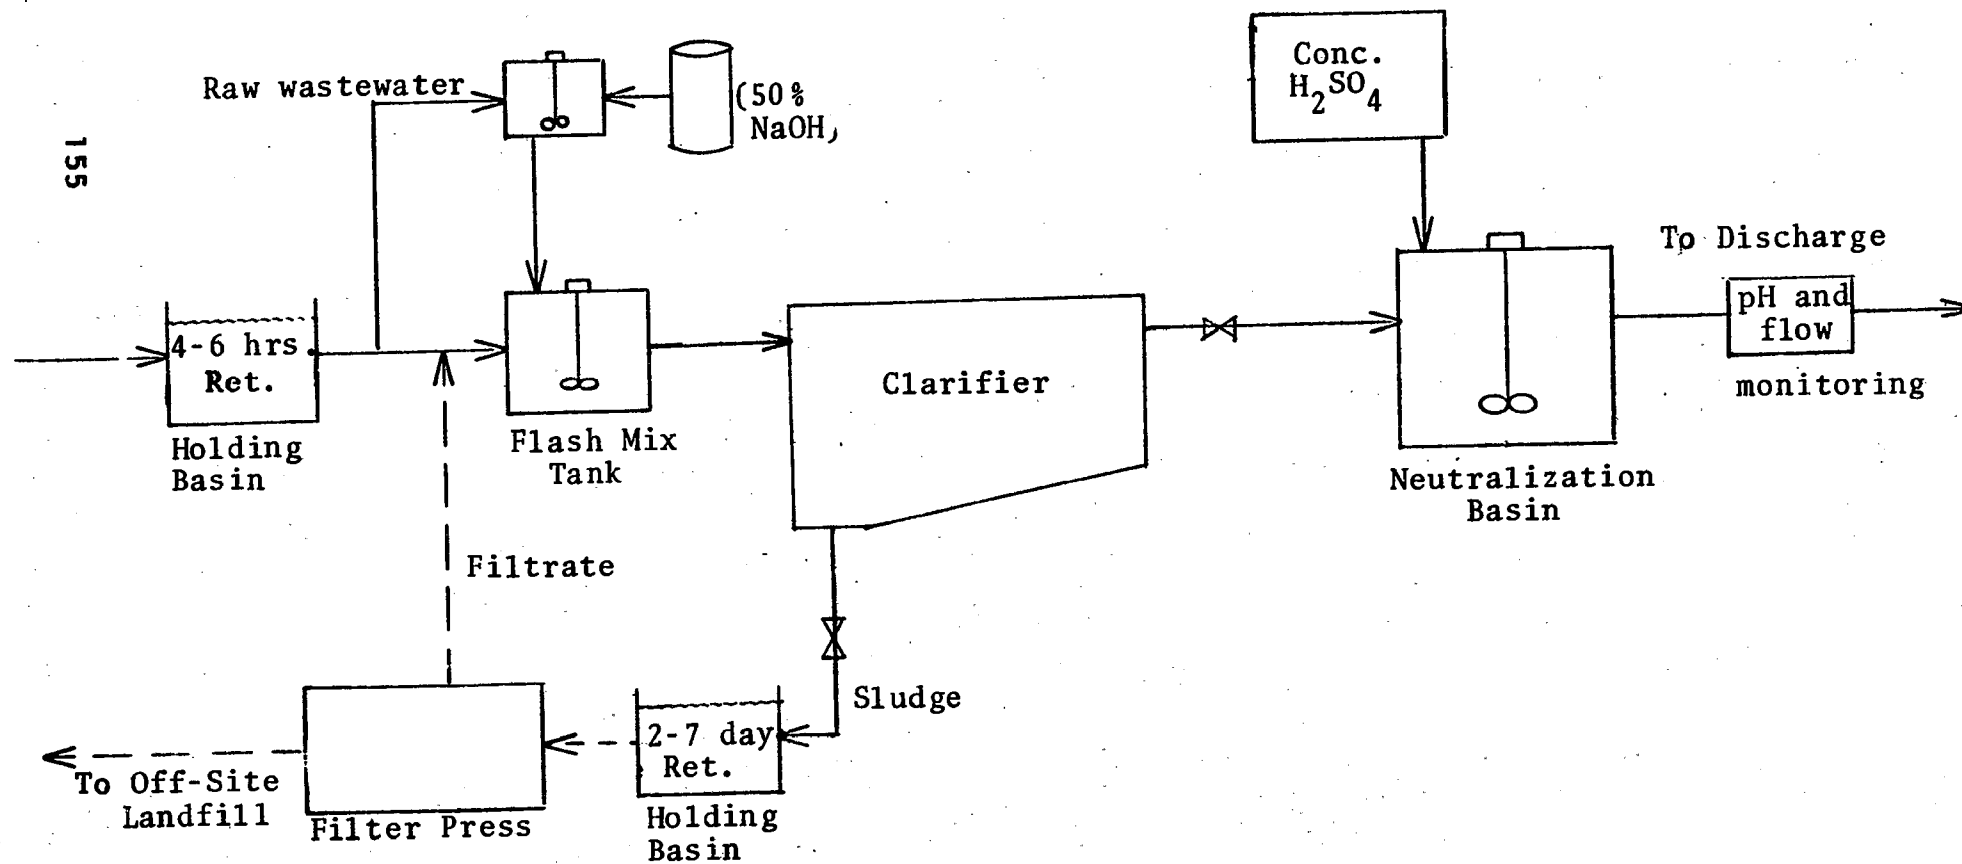 155
Raw wastewater
(50%
NaOH)
Conc.
H2SO4
To Discharge
pH and
flow
monitoring
4-6 hrs
Ret.
Holding
Basin
Flash Mix
Tank
Clarifier
Neutralization
Basin
Filtrate
Sludge
2-7 day
Ret.
Holding
Basin
Filter Press
To Off-Site
Landfill